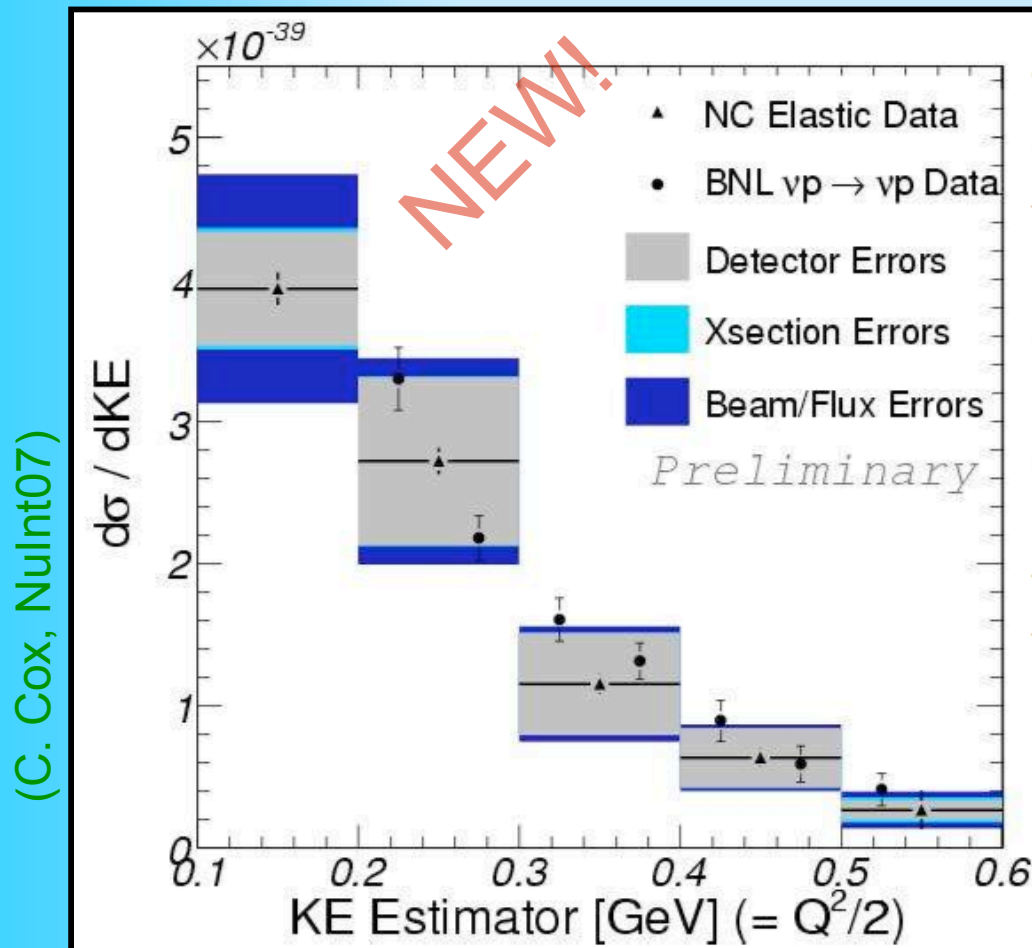 (C. Cox, NuInt07)
×10⁻³⁹
NEW!
NC Elastic Data
BNL νp → νp Data
Detector Errors
Xsection Errors
Beam/Flux Errors
Preliminary
dσ / dKE
5
4
3
2
1
0
0.1 0.2 0.3 0.4 0.5 0.6
KE Estimator [GeV] (= Q²/2)